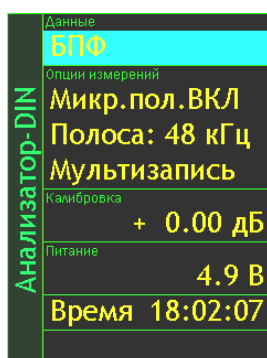 Анализатор-DIN
Данные
БПФ
Опции измерений
Микр.пол.ВКЛ
Полоса: 48 кГц
Мультизапись
Калибровка
+ 0.00 дБ
Питание
4.9 В
Время 18:02:07